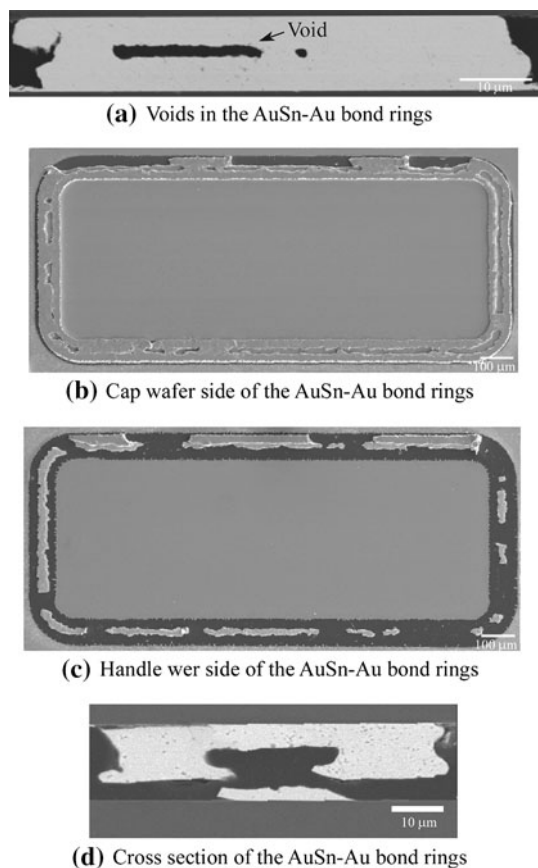 Void
10 μm
(a) Voids in the AuSn-Au bond rings
100 μm
(b) Cap wafer side of the AuSn-Au bond rings
100 μm
(c) Handle wer side of the AuSn-Au bond rings
10 μm
(d) Cross section of the AuSn-Au bond rings